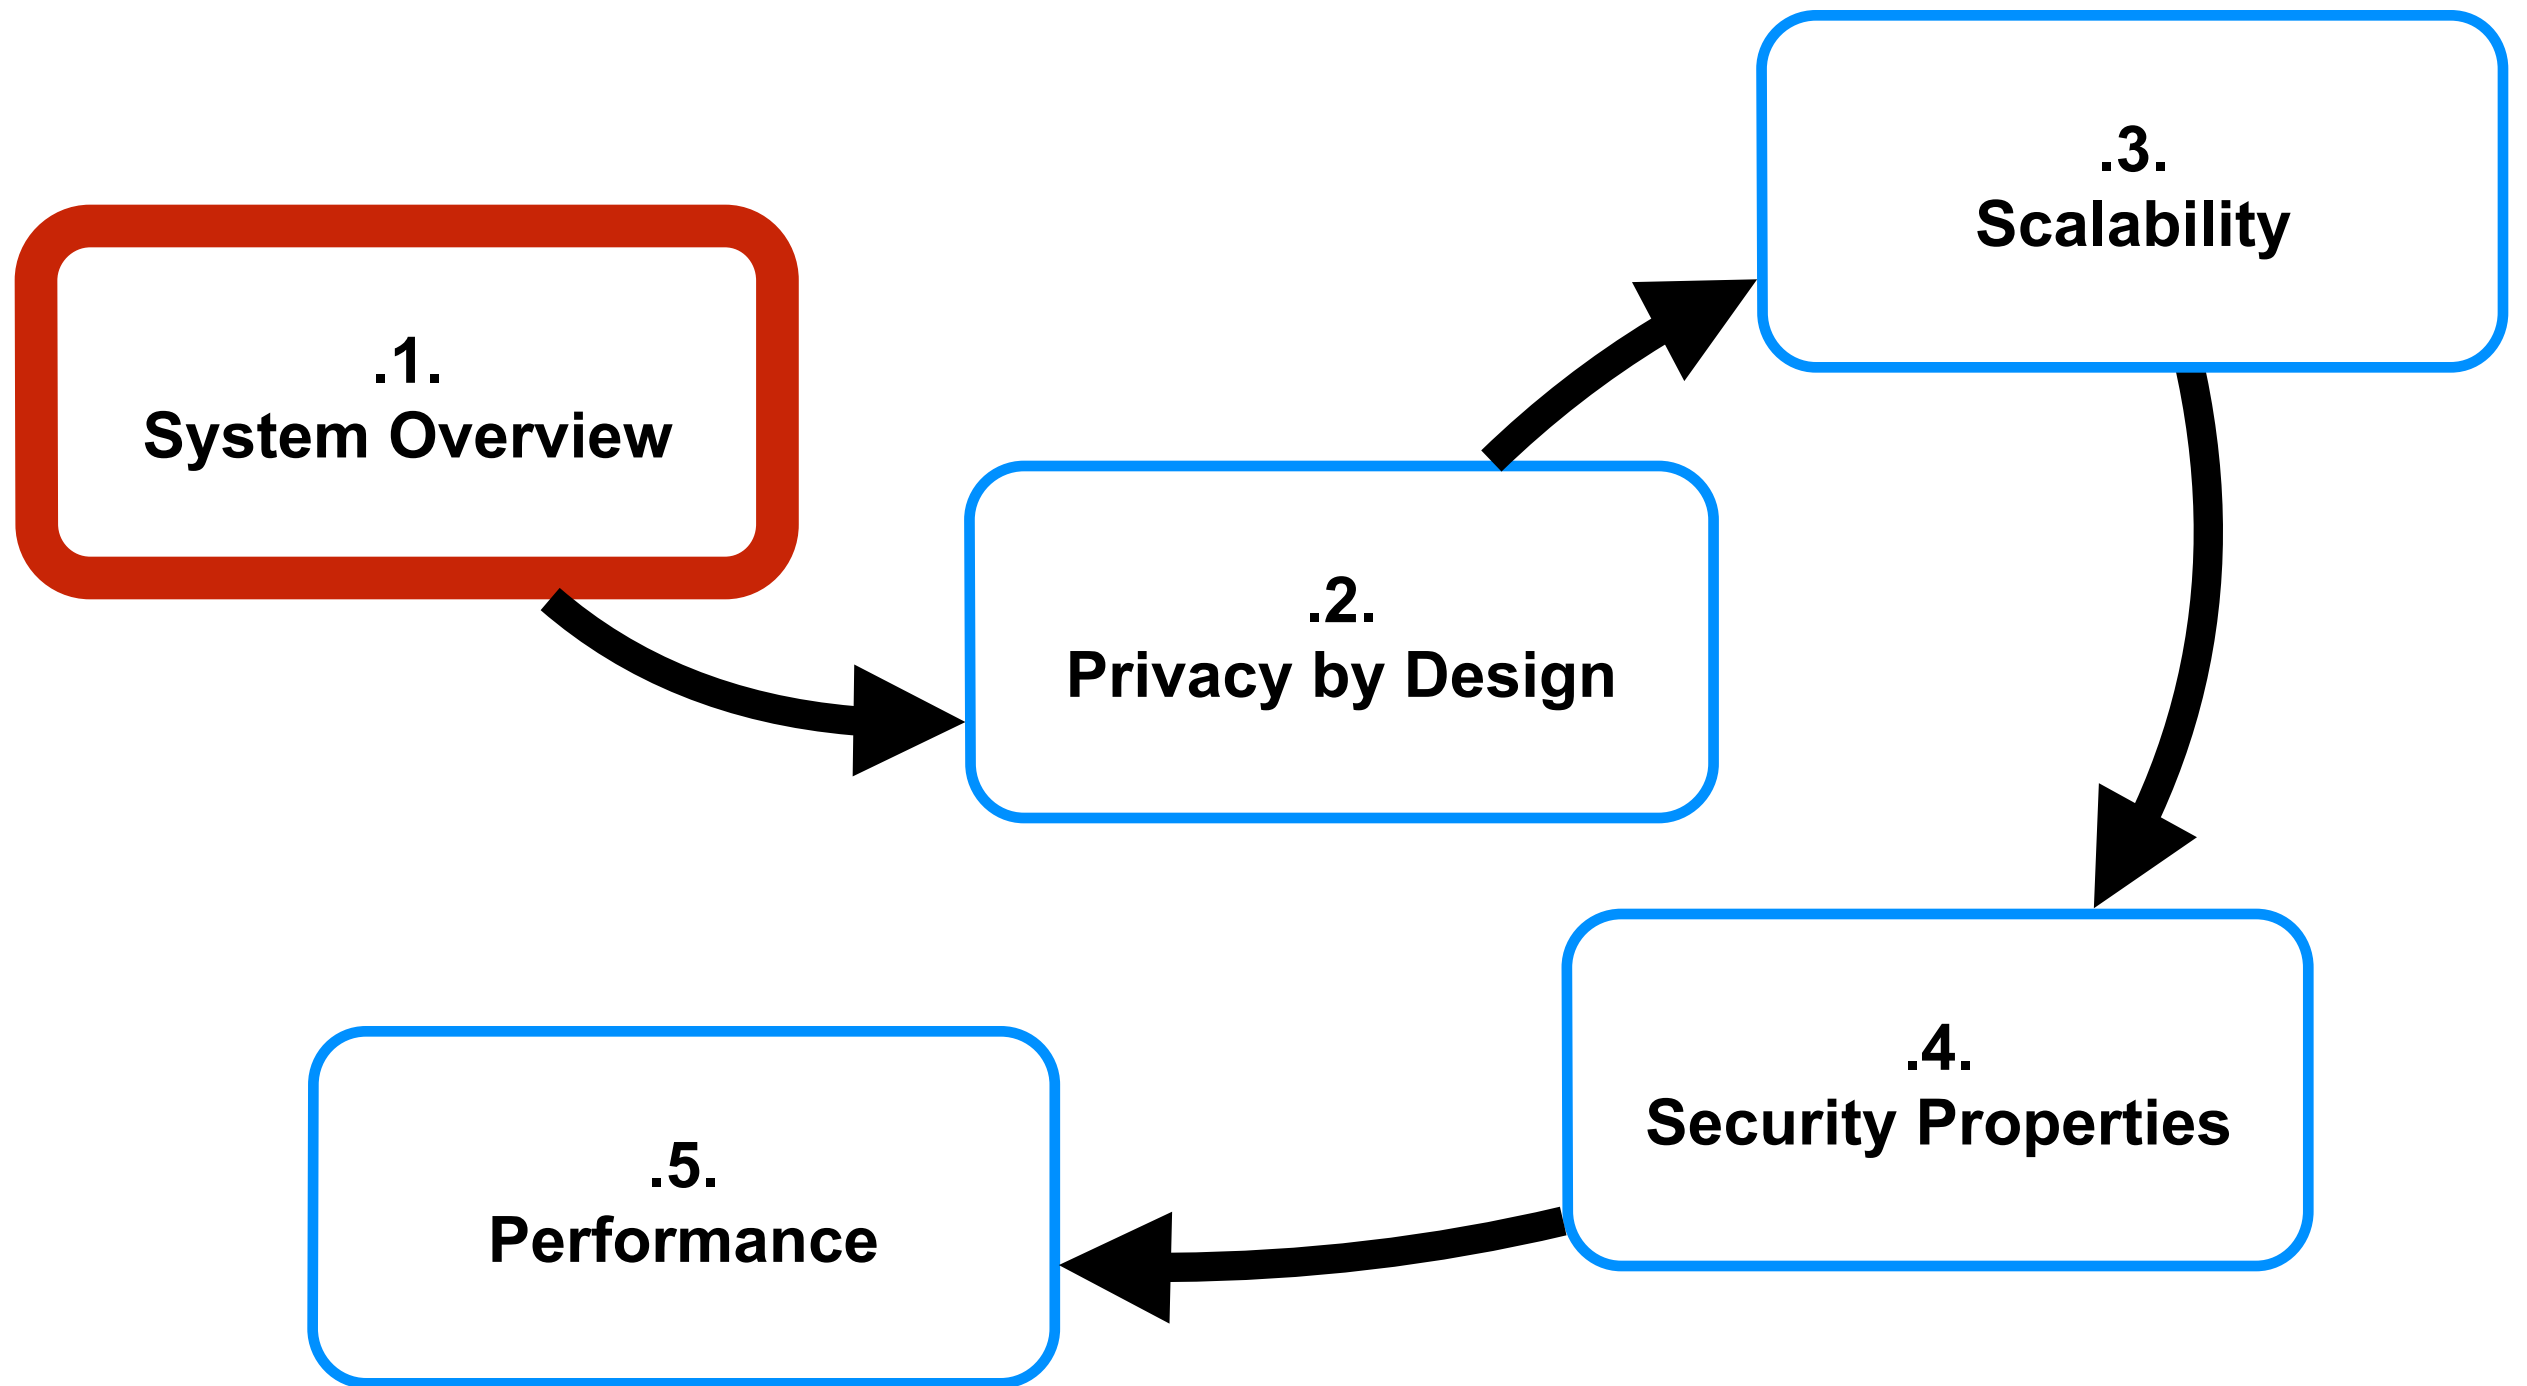 .1.
System Overview
.2.
Privacy by Design
.3.
Scalability
.4.
Security Properties
.5.
Performance